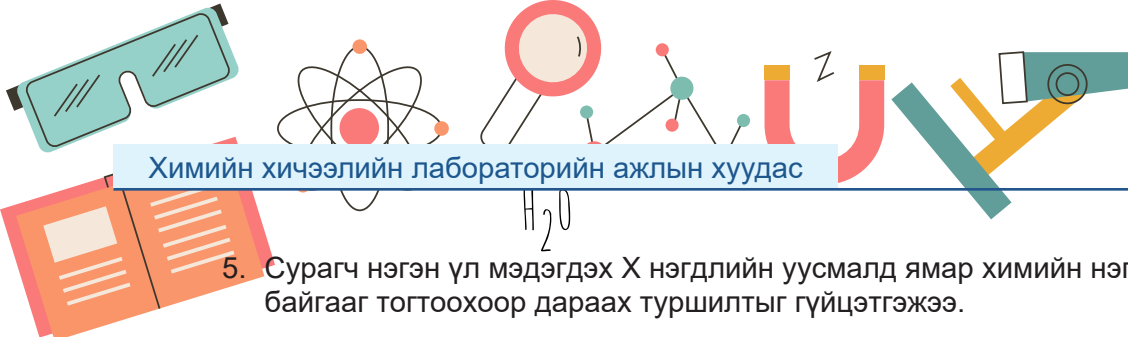 Химийн хичээлийн лабораторийн ажлын хуудас
H2O
5. Сурагч нэгэн үл мэдэгдэх X нэгдлийн уусмалд ямар химийн
байгааг тогтоохоор дараах туршилтыг гүйцэтгэжээ.